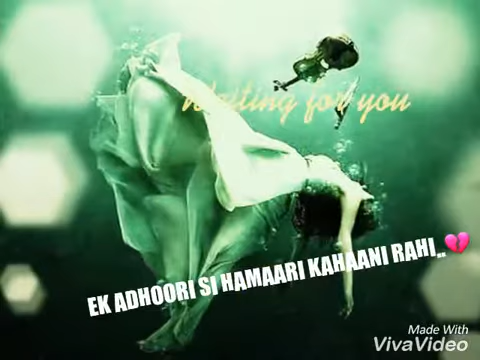 Waiting for you
EK ADHOORI SI HAMAARI KAHAANI RAHI..💔
Made With
VivaVideo